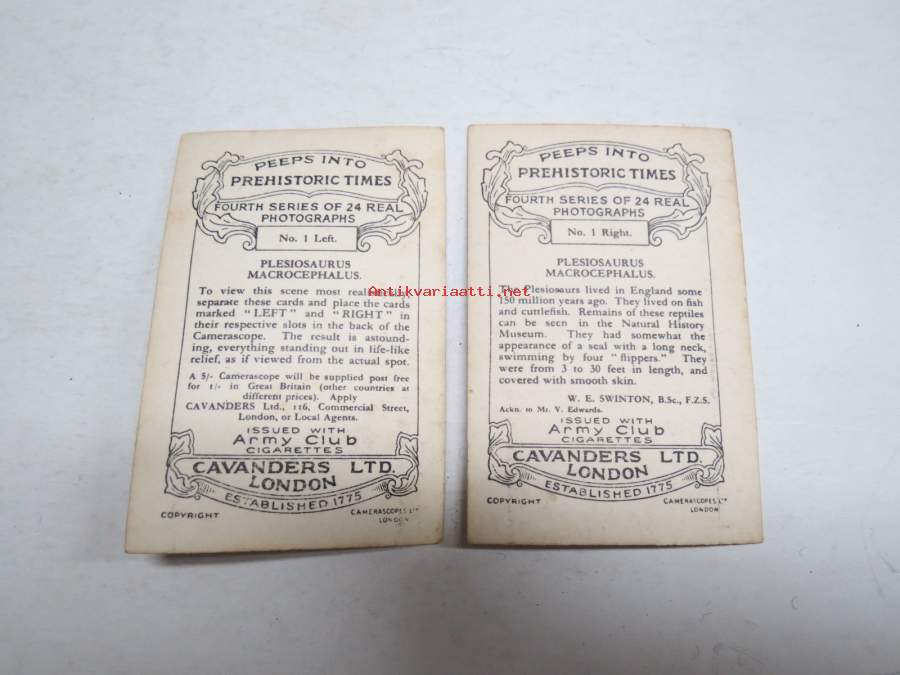 PEEPS INTO
PREHISTORIC TIMES
FOURTH SERIES OF 24 REAL
PHOTOGRAPHS
No. 1 Left.
PLESIOSAURUS
MACROCEPHALUS.
To view this scene most realistically,
separate these cards and place the cards
marked "LEFT" and "RIGHT" in
their respective slots in the back of the
Camerascope. The result is astound-
ing, everything standing out in life-like
relief, as if viewed from the actual spot.
A 5/- Camerascope will be supplied post free
for 1/- in Great Britain (other countries at
different prices). Apply
CAVANDERS Ltd., 116, Commercial Street,
London, or Local Agents.
ISSUED WITH
Army Club
CIGARETTES
CAVANDERS LTD.
LONDON
ESTABLISHED 1775
COPYRIGHT
CAMERASCOPES LTD
LONDON
PEEPS INTO
PREHISTORIC TIMES
FOURTH SERIES OF 24 REAL
PHOTOGRAPHS
No. 1 Right.
PLESIOSAURUS
MACROCEPHALUS.
The Plesiosaurs lived in England some
150 million years ago. They lived on fish
and cuttlefish. Remains of these reptiles
can be seen in the Natural History
Museum. They had somewhat the
appearance of a seal with a long neck,
swimming by four "flippers." They
were from 3 to 30 feet in length, and
covered with smooth skin.
W. E. SWINTON, B.Sc., F.Z.S.
Ackn. to Mr. V. Edwards.
ISSUED WITH
Army Club
CIGARETTES
CAVANDERS LTD.
LONDON
ESTABLISHED 1775
COPYRIGHT
CAMERASCOPES LTD
LONDON
Antikvariaatti.net